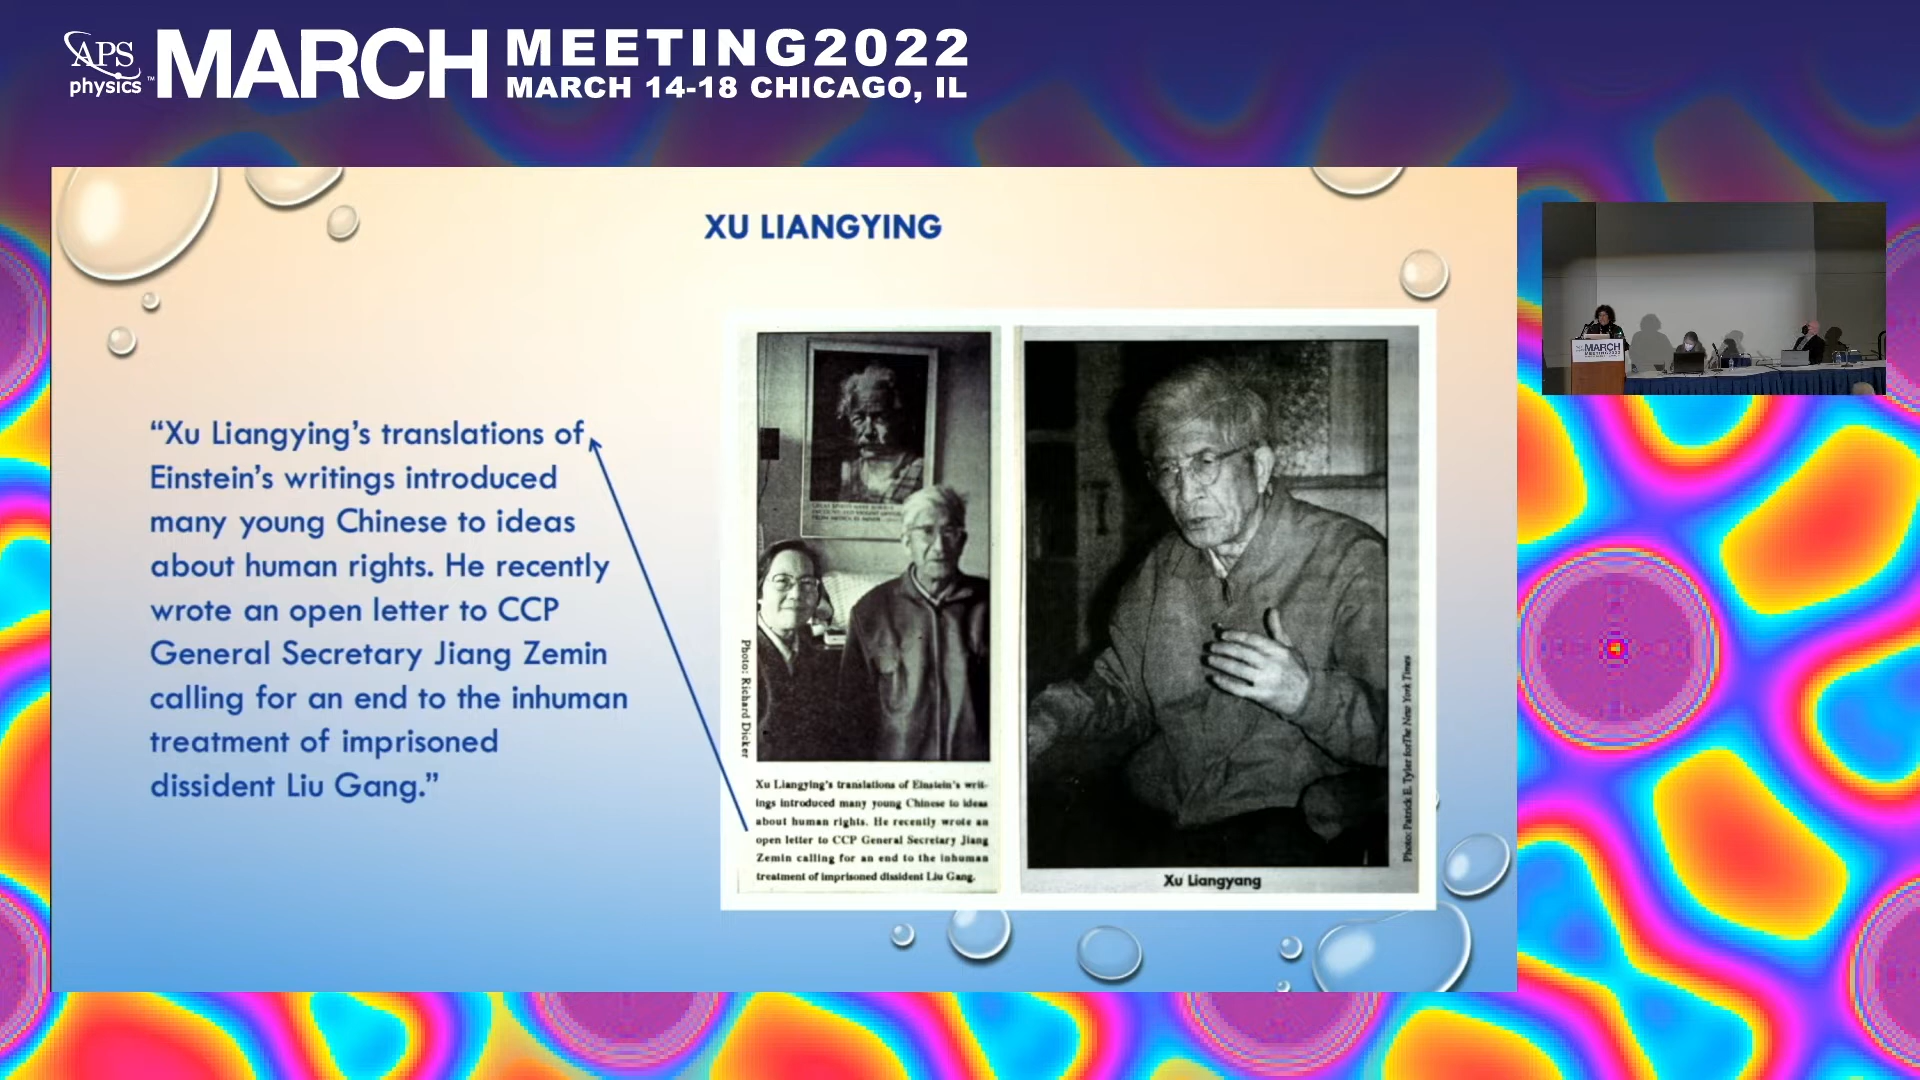 APS
physics™
MARCH
MEETING2022
MARCH 14-18 CHICAGO, IL
XU LIANGYING
“Xu Liangying’s translations of
Einstein’s writings introduced
many young Chinese to ideas
about human rights. He recently
wrote an open letter to CCP
General Secretary Jiang Zemin
calling for an end to the inhuman
treatment of imprisoned
dissident Liu Gang.”
Photo: Richard Dicker
Xu Liangying's translations of Einstein's writ-
ings introduced many young Chinese to ideas
about human rights. He recently wrote an
open letter to CCP General Secretary Jiang
Zemin calling for an end to the inhuman
treatment of imprisoned dissident Liu Gang.
Photo: Patrick E. Tyler forThe New York Times
Xu Liangyang
MARCH
MEETING2022